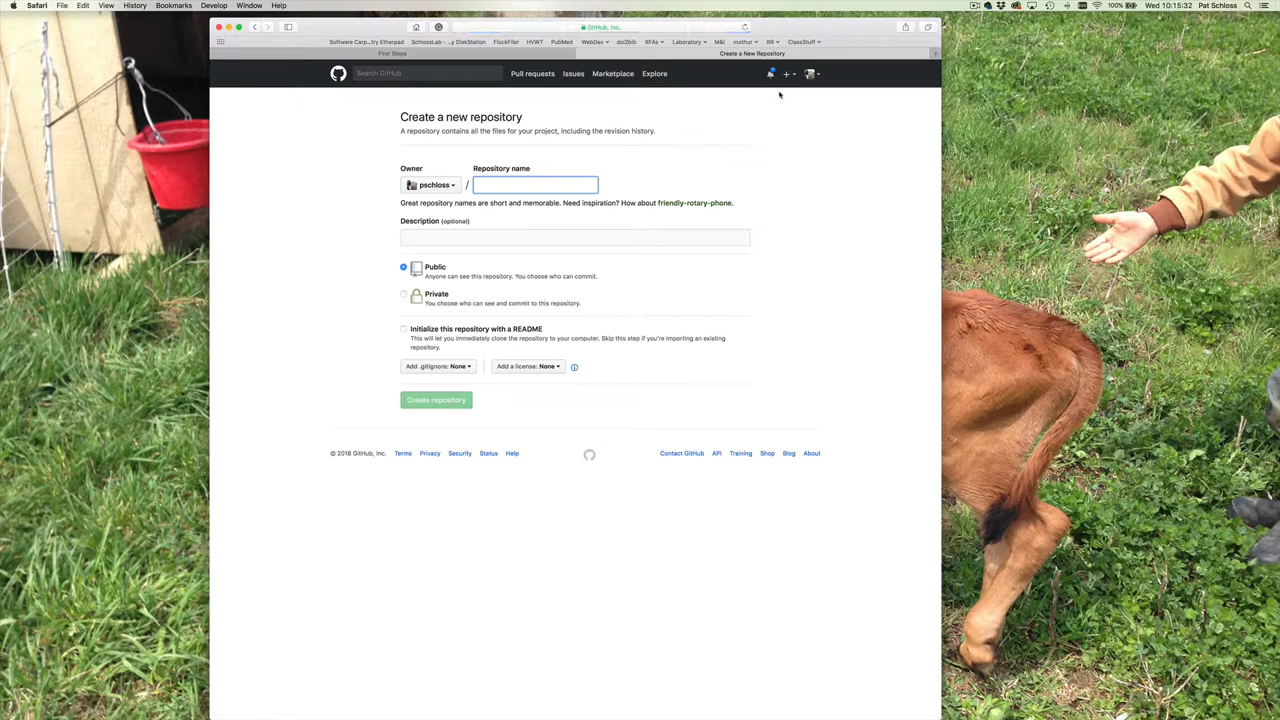 Safari File Edit View History Bookmarks Develop Window Help 100% Wed 10:15:32 Pat Schloss
GitHub, Inc.
Software Carp...try Etherpad SchlossLab - ...y DiskStation FlockFiler HVWT PubMed WebDev doi2bib RFAs Laboratory M&I mothur RR ClassStuff
First Steps Create a New Repository
Search GitHub Pull requests Issues Marketplace Explore
Create a new repository
A repository contains all the files for your project, including the revision history.
Owner Repository name
pschloss /
Great repository names are short and memorable. Need inspiration? How about friendly-rotary-phone.
Description (optional)
Public
Anyone can see this repository. You choose who can commit.
Private
You choose who can see and commit to this repository.
Initialize this repository with a README
This will let you immediately clone the repository to your computer. Skip this step if you're importing an existing
repository.
Add .gitignore: None Add a license: None
Create repository
© 2018 GitHub, Inc. Terms Privacy Security Status Help Contact GitHub API Training Shop Blog About